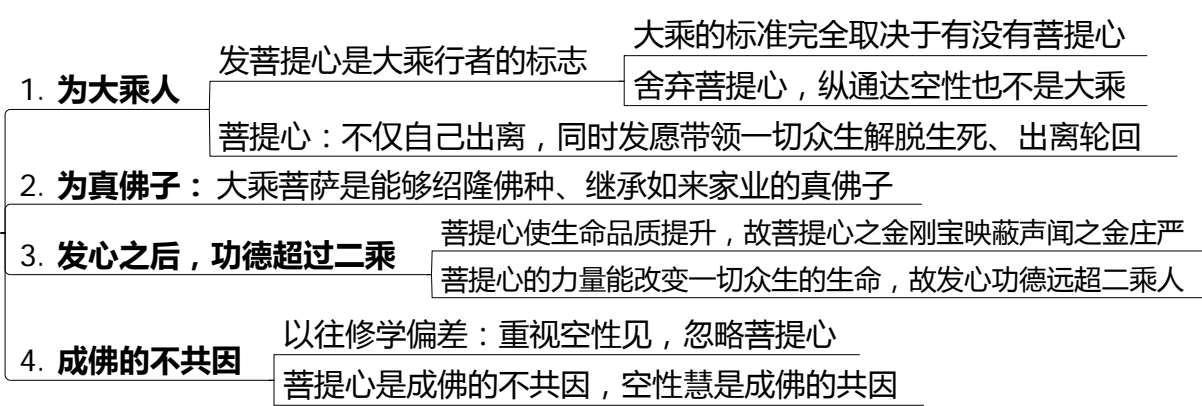 1. 为大乘人
发菩提心是大乘行者的标志
大乘的标准完全取决于有没有菩提心
舍弃菩提心，纵通达空性也不是大乘
菩提心：不仅自己出离，同时发愿带领一切众生解脱生死、出离轮回
2. 为真佛子：大乘菩萨是能够绍隆佛种、继承如来家业的真佛子
3. 发心之后，功德超过二乘
菩提心使生命品质提升，故菩提心之金刚宝映蔽声闻之金庄严
菩提心的力量能改变一切众生的生命，故发心功德远超二乘人
4. 成佛的不共因
以往修学偏差：重视空性见，忽略菩提心
菩提心是成佛的不共因，空性慧是成佛的共因